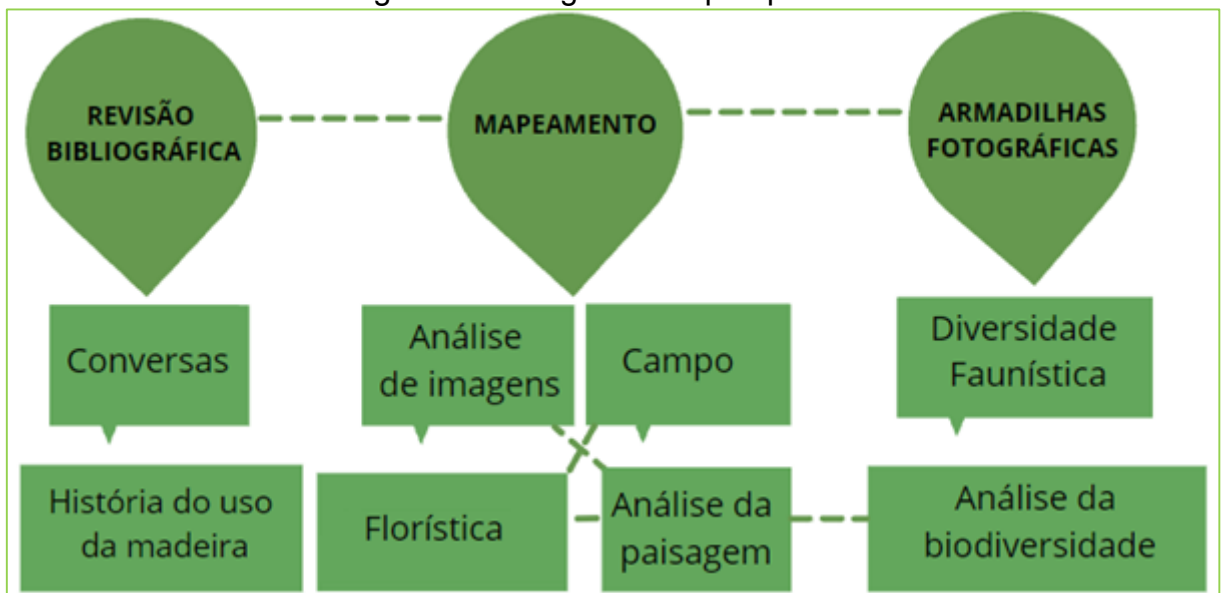 REVISÃO
BIBLIOGRÁFICA
MAPEAMENTO
ARMADILHAS
FOTOGRÁFICAS
Conversas
Análise
de imagens
Campo
Diversidade
Faunística
História do uso
da madeira
Florística
Análise da
paisagem
Análise da
biodiversidade